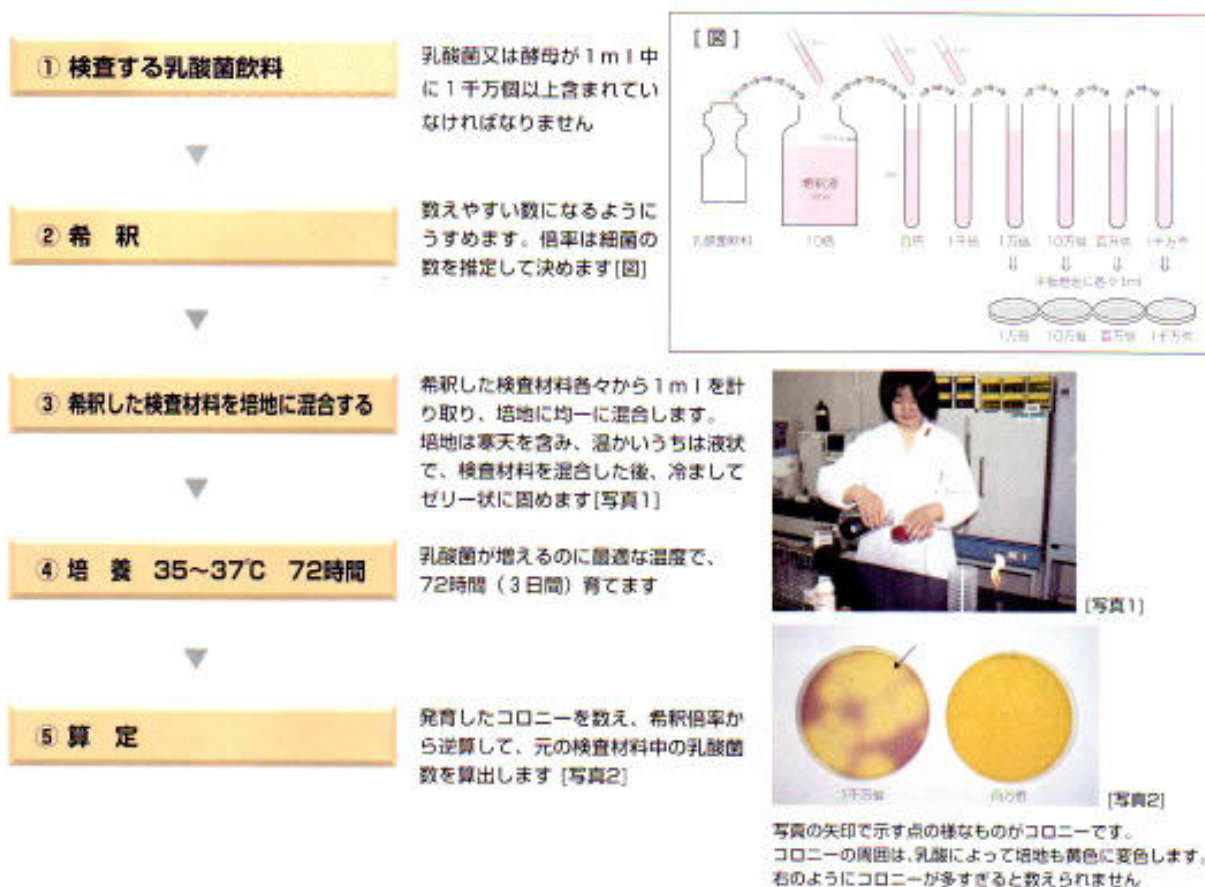 ① 検査する乳酸菌飲料
乳酸菌又は酵母が1ml中
に1千万個以上含まれてい
なければなりません
② 希 釈
数えやすい数になるように
うすめます。倍率は細菌の
数を推定して決めます[図]
[図]
希釈液
乳酸菌飲料
10倍
百倍
1千倍
1万倍
10万倍
百万倍
1千万倍
平板培地に各々1ml
1万倍
10万倍
百万倍
1千万倍
③ 希釈した検査材料を培地に混合する
希釈した検査材料各々から1mlを計
り取り、培地に均一に混合します。
培地は寒天を含み、温かいうちは液状
で、検査材料を混合した後、冷まして
ゼリー状に固めます[写真1]
[写真1]
④ 培 養 35~37℃ 72時間
乳酸菌が増えるのに最適な温度で、
72時間（3日間）育てます
⑤ 算 定
発育したコロニーを数え、希釈倍率か
ら逆算して、元の検査材料中の乳酸菌
数を算出します [写真2]
1千万倍
百万倍
[写真2]
写真の矢印で示す点の様なものがコロニーです。
コロニーの周囲は、乳酸によって培地も黄色に変色します。
右のようにコロニーが多すぎると数えられません